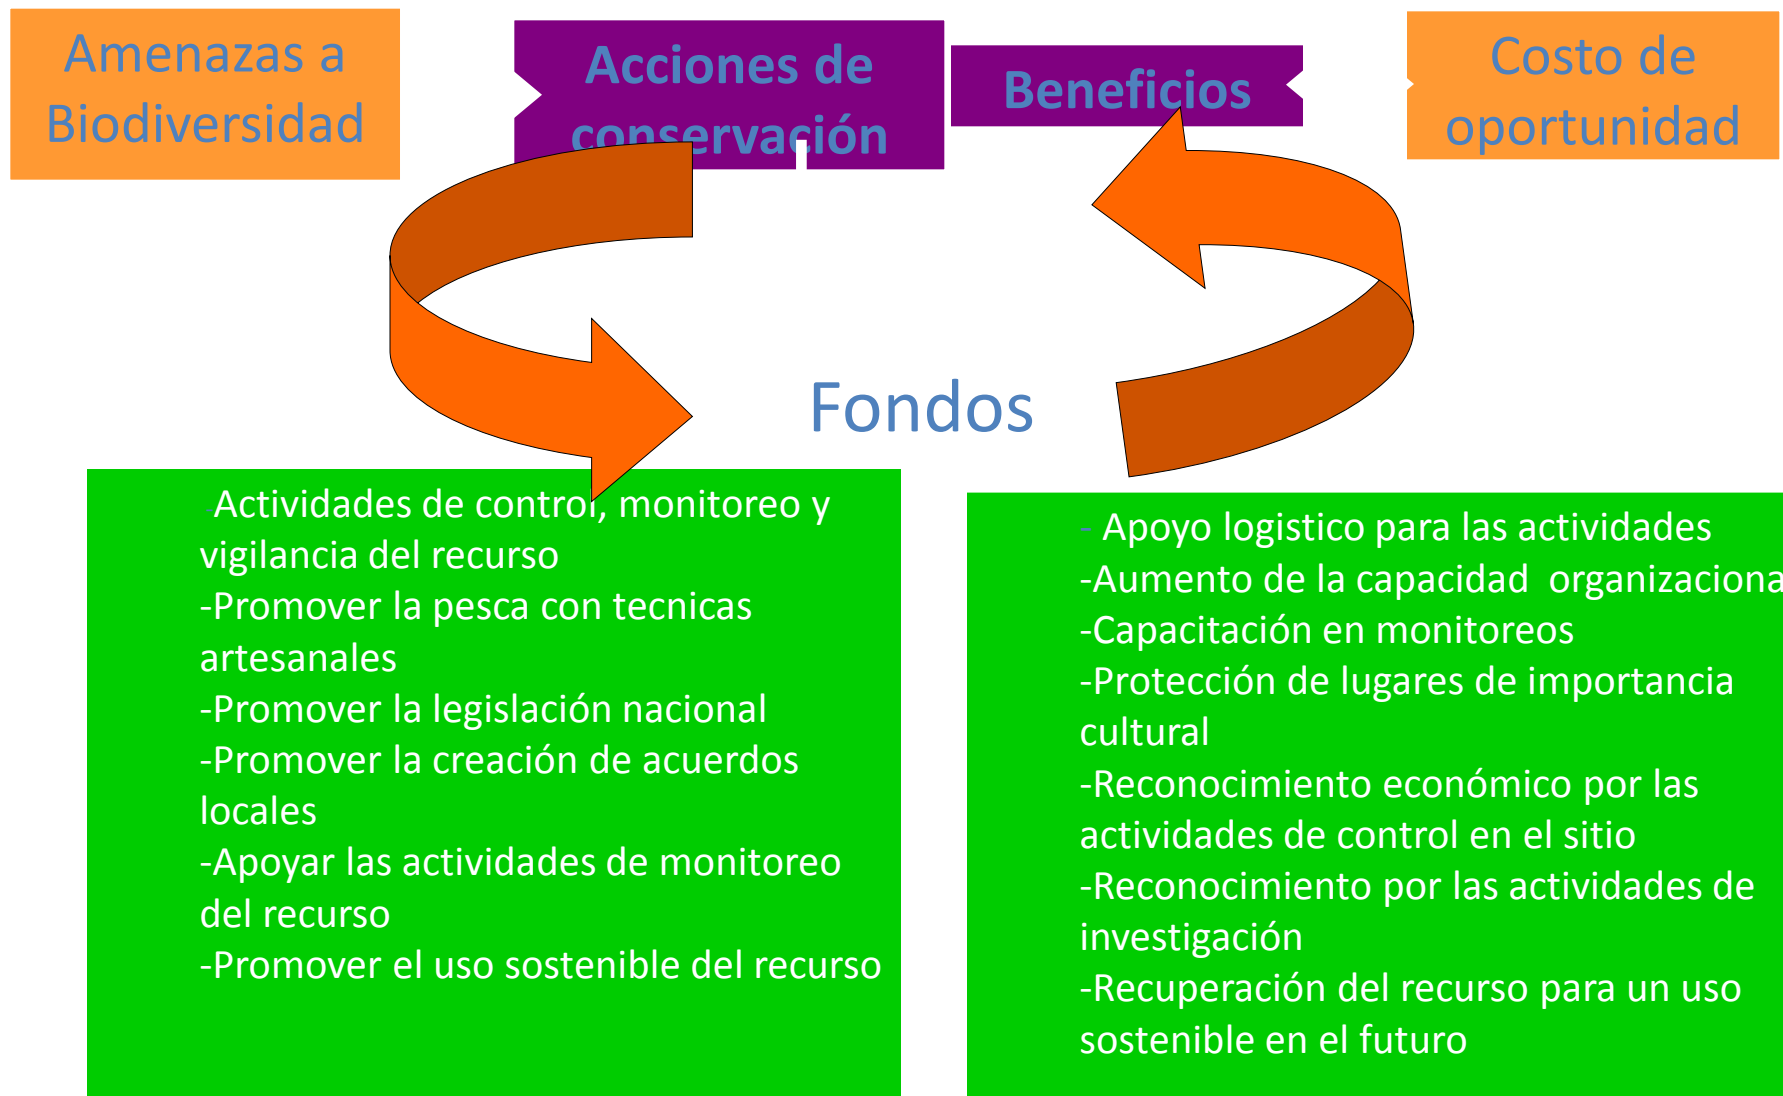 Amenazas a
Biodiversidad
Acciones de
conservación
Beneficios
Costo de
oportunidad
Fondos
-Actividades de control, monitoreo y
vigilancia del recurso
-Promover la pesca con tecnicas
artesanales
-Promover la legislación nacional
-Promover la creación de acuerdos
locales
-Apoyar las actividades de monitoreo
del recurso
-Promover el uso sostenible del recurso
- Apoyo logistico para las actividades
-Aumento de la capacidad  organizaciona
-Capacitación en monitoreos
-Protección de lugares de importancia
cultural
-Reconocimiento económico por las
actividades de control en el sitio
-Reconocimiento por las actividades de
investigación
-Recuperación del recurso para un uso
sostenible en el futuro